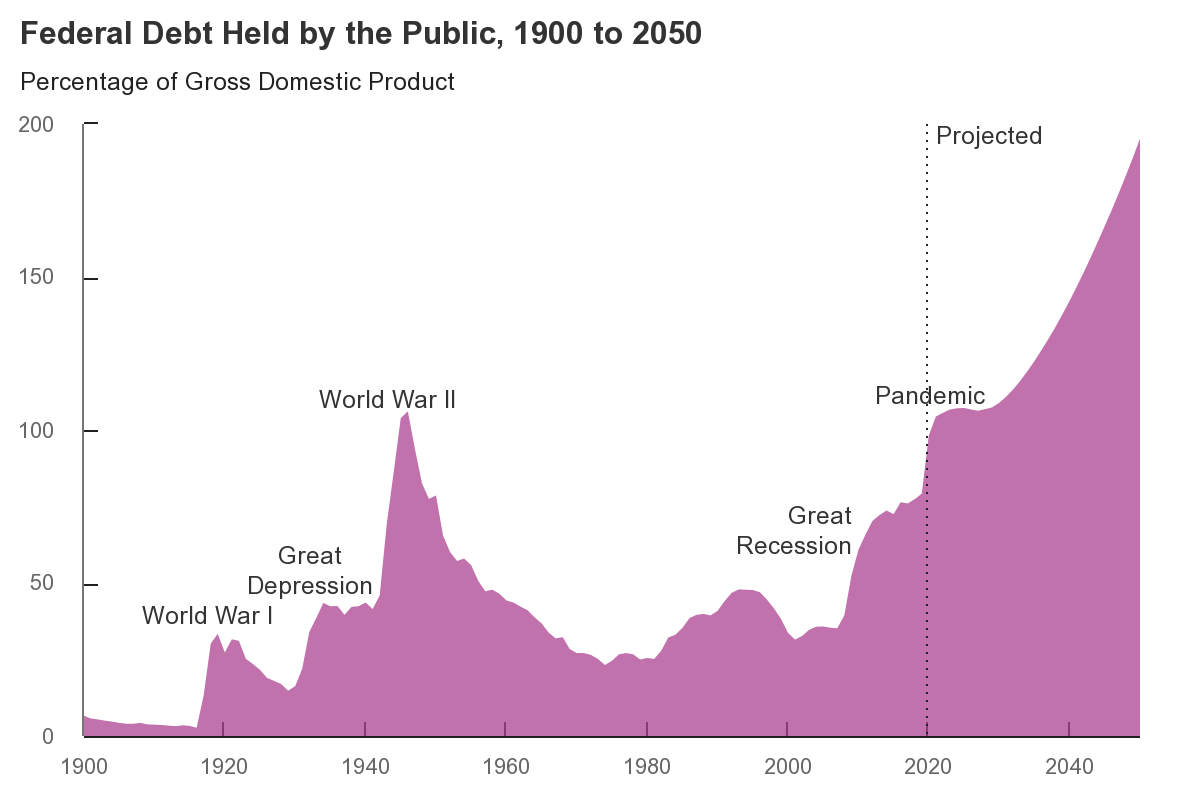 Federal Debt Held by the Public, 1900 to 2050
Percentage of Gross Domestic Product
200
Projected
150
World War II
Pandemic
100
Great
Recession
Great
Depression
50
World War I
0
1900
1920
1940
1960
1980
2000
2020
2040